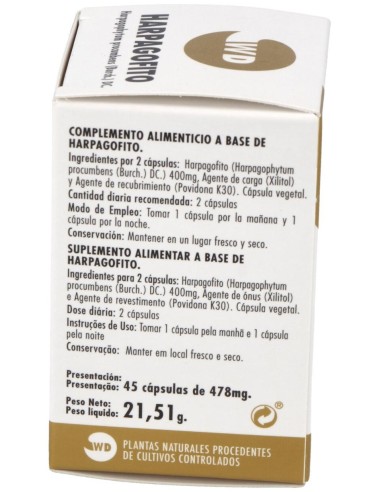 HARPAGOFITO
Harpagophytum procumbens (Burch.) DC.
WD
COMPLEMENTO ALIMENTICIO A BASE DE
HARPAGOFITO.
Ingredientes por 2 cápsulas: Harpagofito (Harpagophytum
procumbens (Burch.) DC.) 400mg, Agente de carga (Xilitol)
y Agente de recubrimiento (Povidona K30). Cápsula vegetal.
Cantidad diaria recomendada: 2 cápsulas
Modo de Empleo: Tomar 1 cápsula por la mañana y 1
cápsula por la noche.
Conservación: Mantener en un lugar fresco y seco.
SUPLEMENTO ALIMENTAR A BASE DE
HARPAGOFITO.
Ingredientes para 2 cápsulas: Harpagofito (Harpagophytum
procumbens (Burch.) DC.) 400mg, Agente de ónus (Xilitol)
e Agente de revestimento (Povidona K30). Cápsula vegetal.
Dose diária: 2 cápsulas
Instruções de Uso: Tomar 1 cápsula pela manhã e 1 cápsula
pela noite
Conservação: Manter em local fresco e seco.
Presentación:
Presentação: 45 cápsulas de 478mg.
Peso Neto:
Peso líquido: 21,51g.
®
WD
PLANTAS NATURALES PROCEDENTES
DE CULTIVOS CONTROLADOS